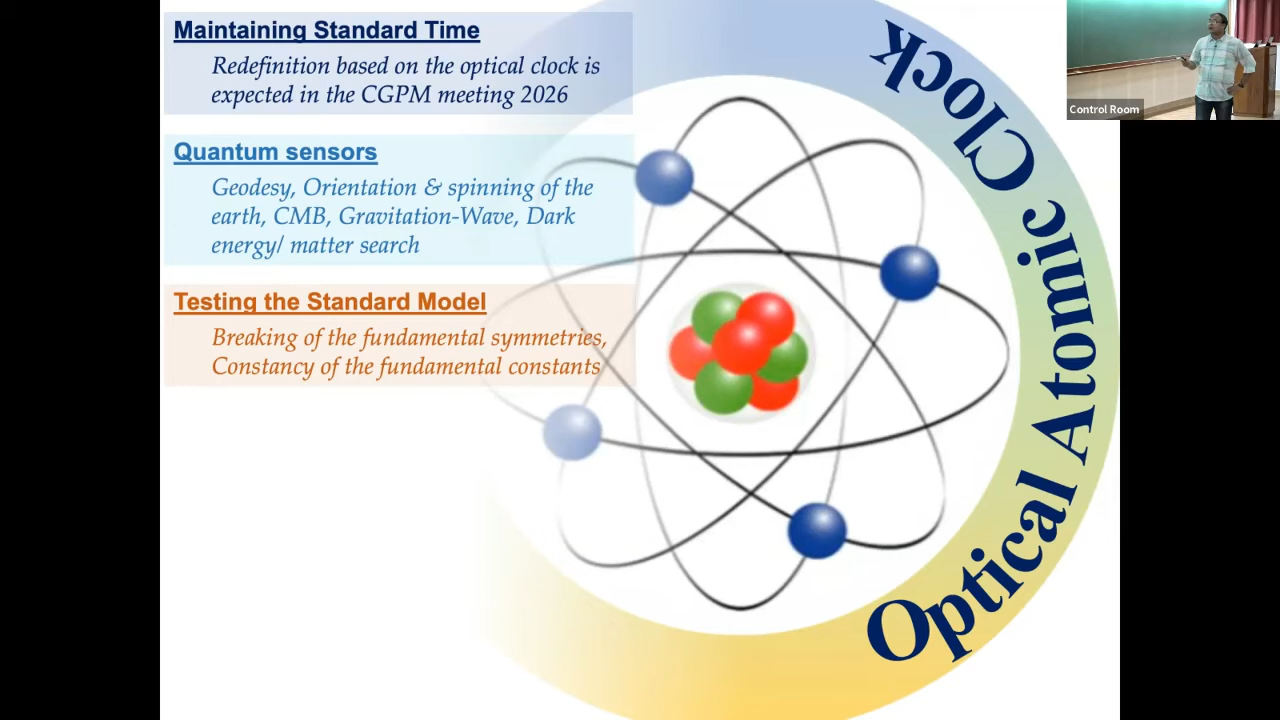 Maintaining Standard Time
Redefinition based on the optical clock is
expected in the CGPM meeting 2026
Quantum sensors
Geodesy, Orientation & spinning of the
earth, CMB, Gravitation-Wave, Dark
energy/ matter search
Testing the Standard Model
Breaking of the fundamental symmetries,
Constancy of the fundamental constants
Optical Atomic Clock
Control Room